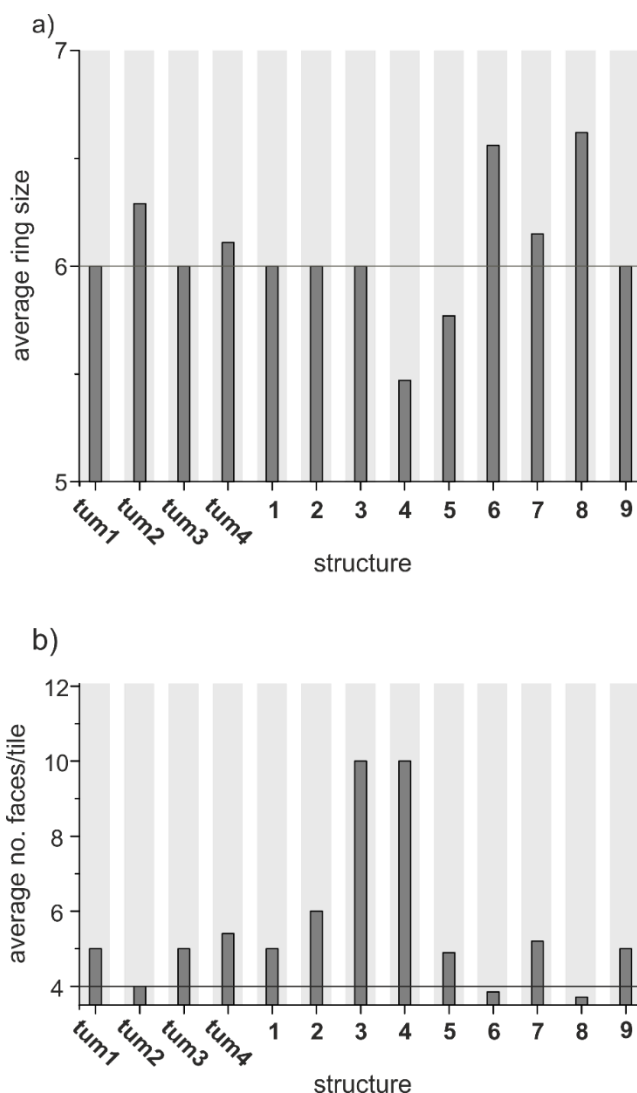 a)
7
6
5
average ring size
tum1 tum2 tum3 tum4 1 2 3 4 5 6 7 8 9
structure
b)
12
10
8
6
4
average no. faces/tile
tum1 tum2 tum3 tum4 1 2 3 4 5 6 7 8 9
structure